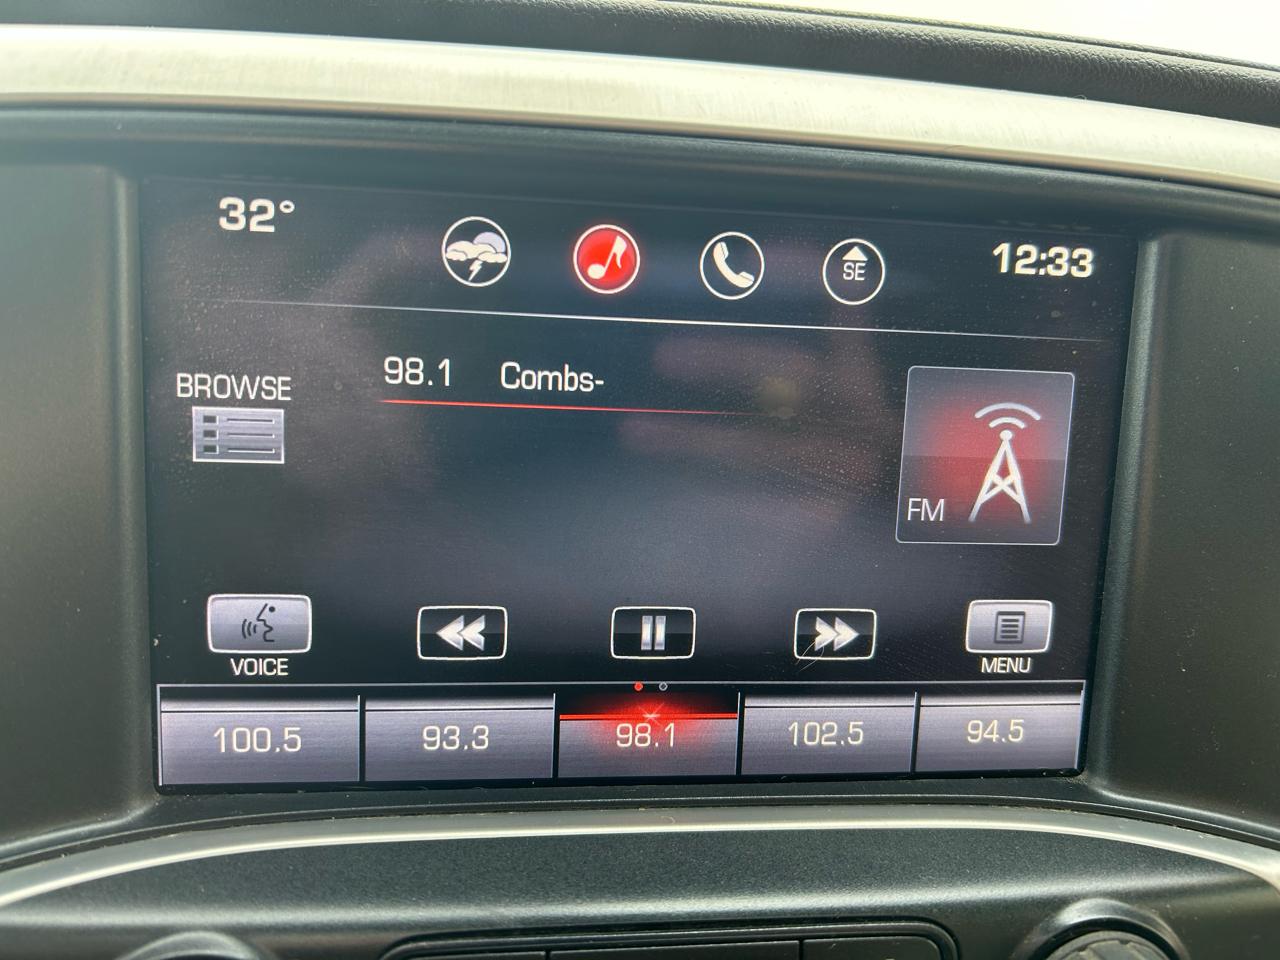 32°
SE
12:33
98.1 Combs-
BROWSE
FM
VOICE
MENU
100.5 93.3 98.1 102.5 94.5